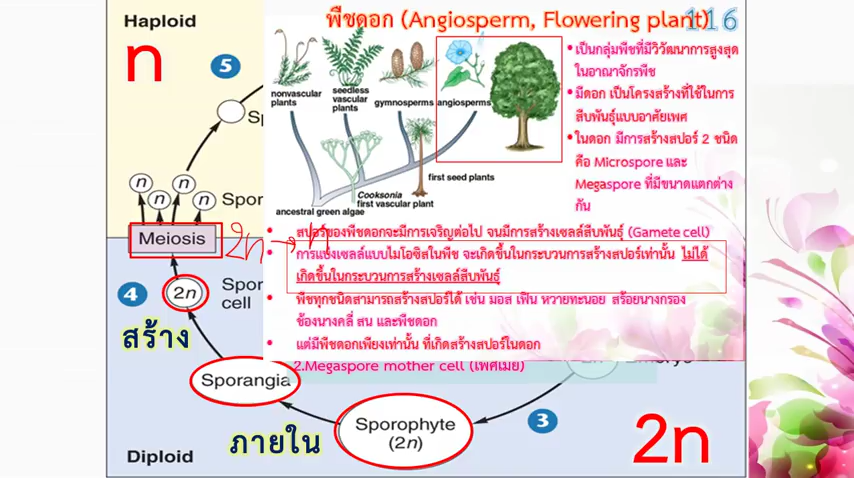 พืชดอก (Angiosperm, Flowering plant)
116
Haploid
n
5
nonvascular
plants
seedless
vascular
plants
gymnosperms
angiosperms
first seed plants
Cooksonia
first vascular plant
ancestral green algae
• เป็นกลุ่มพืชที่มีวิวัฒนาการสูงสุด
ในอาณาจักรพืช
• มีดอก เป็นโครงสร้างที่ใช้ในการ
สืบพันธุ์แบบอาศัยเพศ
• ในดอก มีการสร้างสปอร์ 2 ชนิด
คือ Microspore และ
Megaspore ที่มีขนาดแตกต่าง
กัน
• สปอร์ของพืชดอกจะมีการเจริญต่อไป จนมีการสร้างเซลล์สืบพันธุ์ (Gamete cell)
• การแบ่งเซลล์แบบไมโอซิสในพืช จะเกิดขึ้นในกระบวนการสร้างสปอร์เท่านั้น ไม่ได้
เกิดขึ้นในกระบวนการสร้างเซลล์สืบพันธุ์
• พืชทุกชนิดสามารถสร้างสปอร์ได้ เช่น มอส เฟิน หวายทะนอย สร้อยนางกรอง
ช้องนางคลี่ สน และพืชดอก
• แต่มีพืชดอกเพียงเท่านั้น ที่เกิดสร้างสปอร์ในดอก
2.Megaspore mother cell (เพศเมีย)
n
n
n
n
Meiosis
2n → n
4
2n
cell
สร้าง
Sporangia
ภายใน
Sporophyte
(2n)
3
2n
Diploid